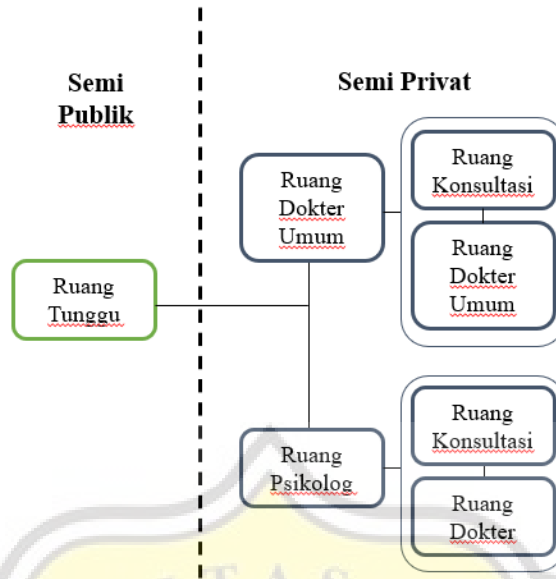 Semi
Publik
Semi Privat
Ruang
Tunggu
Ruang
Dokter
Umum
Ruang
Konsultasi
Ruang
Dokter
Umum
Ruang
Psikolog
Ruang
Konsultasi
Ruang
Dokter